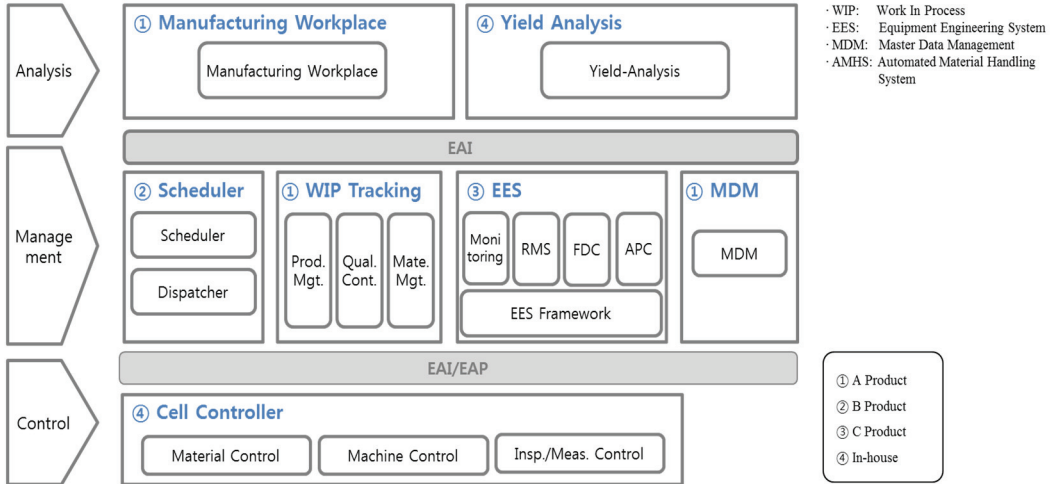 Analysis
① Manufacturing Workplace
Manufacturing Workplace
④ Yield Analysis
Yield-Analysis
· WIP: Work In Process
· EES: Equipment Engineering System
· MDM: Master Data Management
· AMHS: Automated Material Handling
System
EAI
Manage
ment
② Scheduler
Scheduler
Dispatcher
① WIP Tracking
Prod.
Mgt.
Qual.
Cont.
Mate.
Mgt.
③ EES
Moni
toring
RMS
FDC
APC
EES Framework
① MDM
MDM
EAI/EAP
Control
④ Cell Controller
Material Control
Machine Control
Insp./Meas. Control
① A Product
② B Product
③ C Product
④ In-house